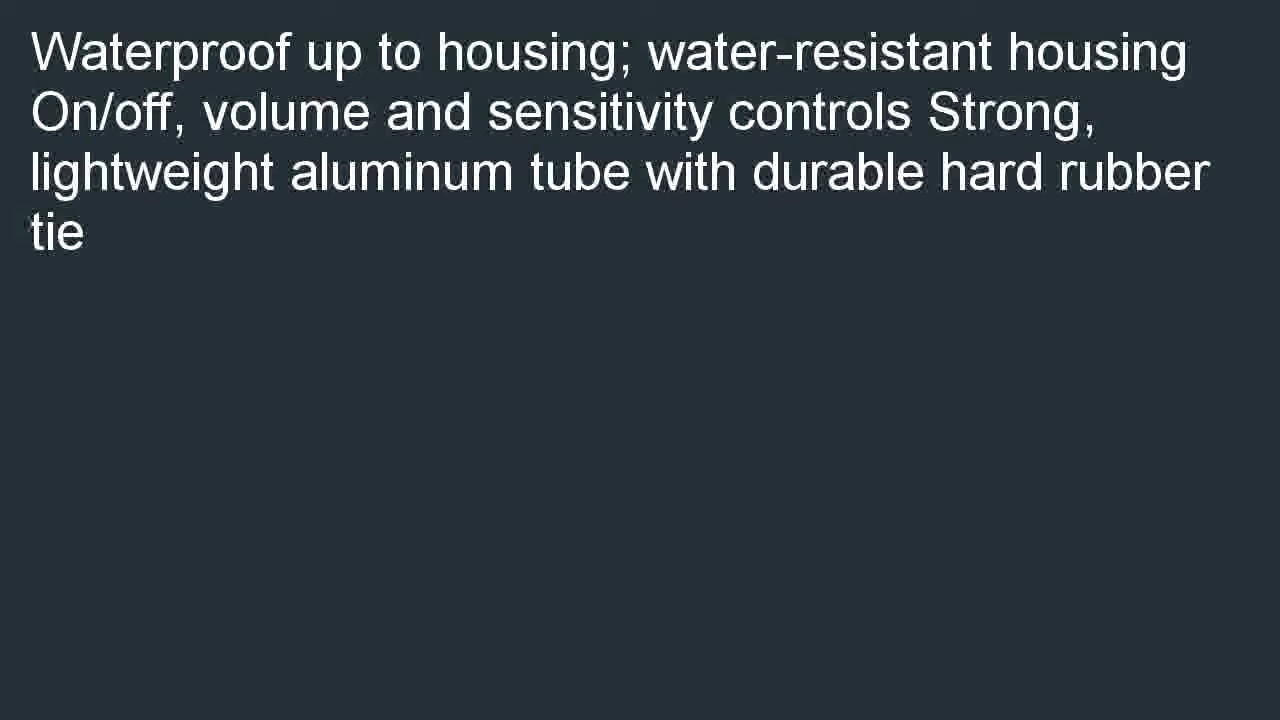 Waterproof up to housing; water-resistant housing
On/off, volume and sensitivity controls Strong,
lightweight aluminum tube with durable hard rubber
tie